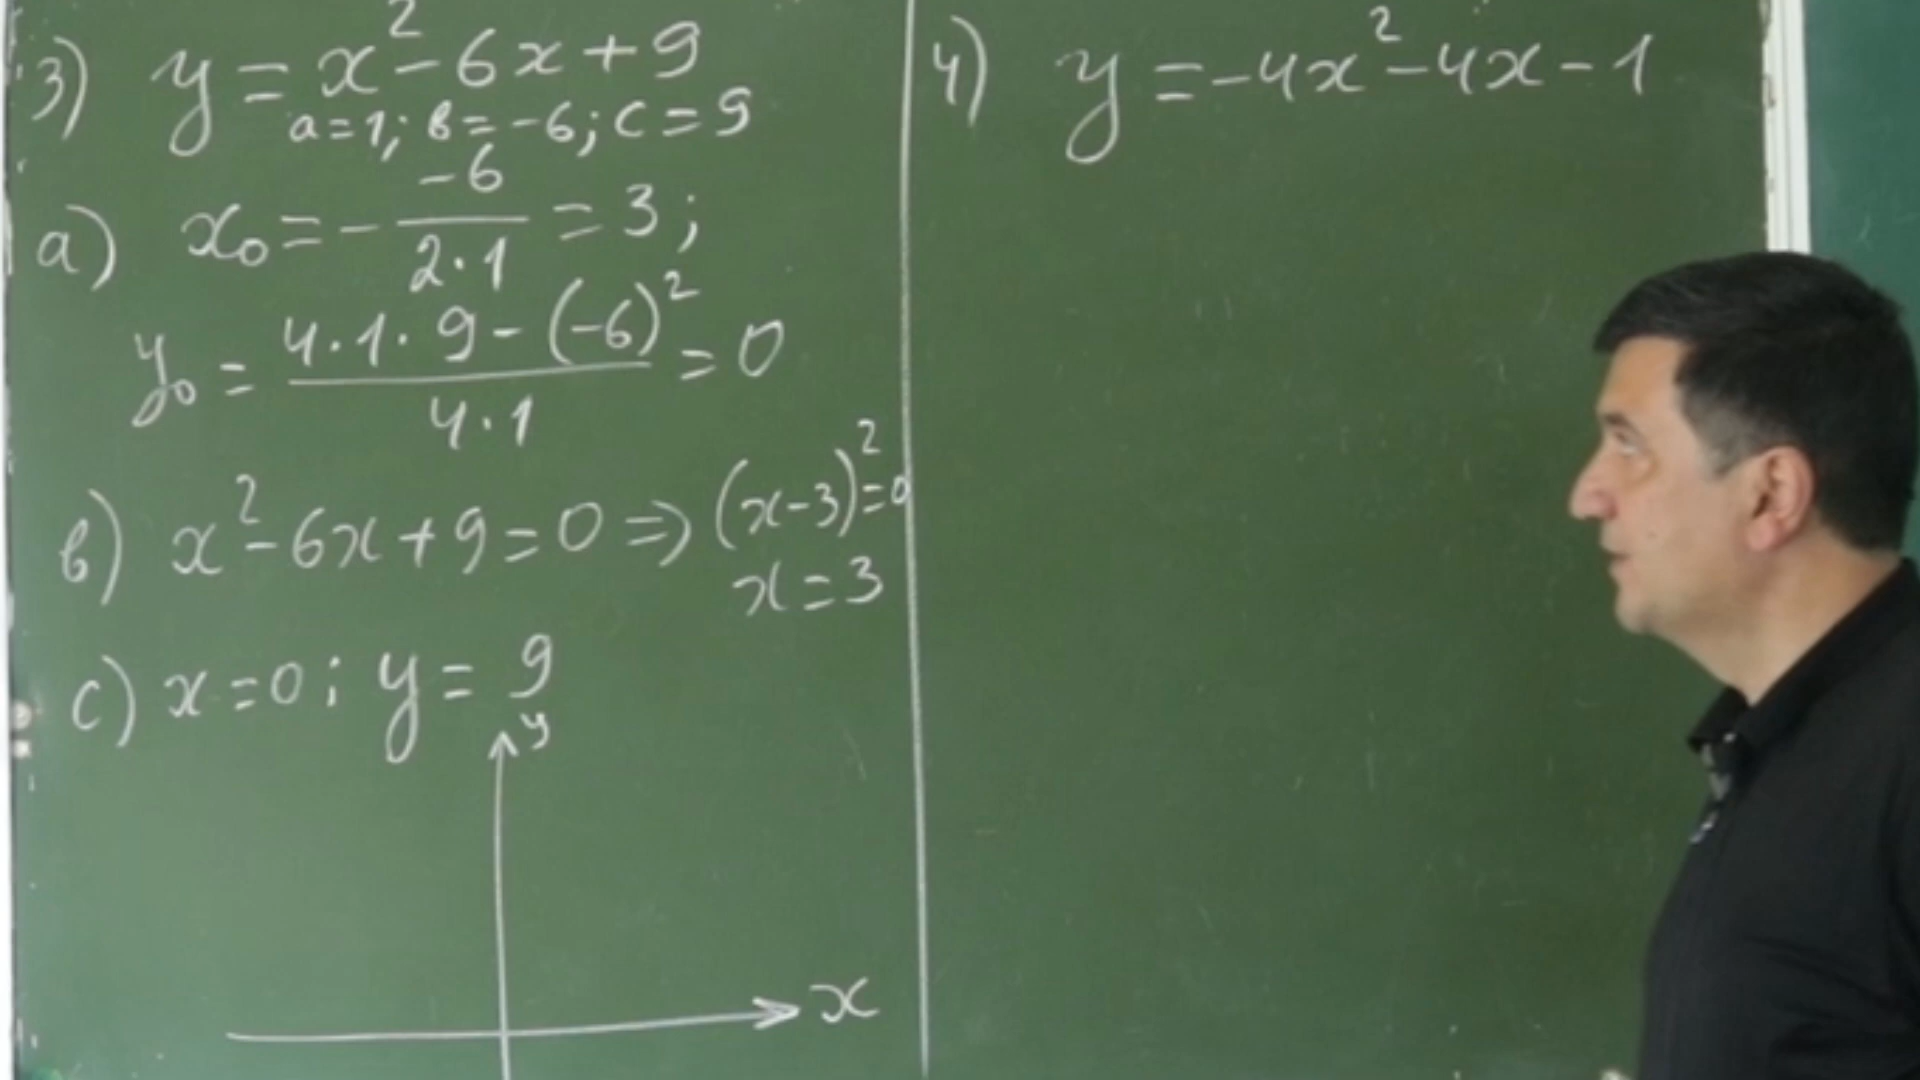 3) y = x² - 6x + 9
a = 1; b = -6; c = 9
a) x₀ = - -6/2·1 = 3;
y₀ = 4·1·9 - (-6)²/4·1 = 0
b) x² - 6x + 9 = 0 => (x - 3)² = 0
x = 3
c) x = 0; y = 9
y
x
4) y = -4x² - 4x - 1